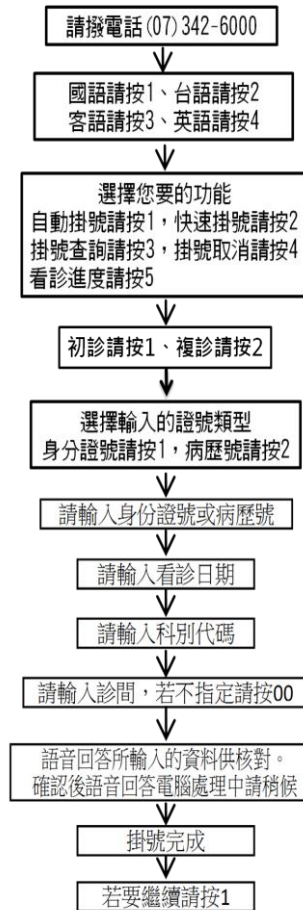 請撥電話(07)342-6000
國語請按1、台語請按2
客語請按3、英語請按4
選擇您要的功能
自動掛號請按1，快速掛號請按2
掛號查詢請按3，掛號取消請按4
看診進度請按5
初診請按1、複診請按2
選擇輸入的證號類型
身分證號請按1，病歷號請按2
請輸入身份證號或病歷號
請輸入看診日期
請輸入科別代碼
請輸入診間，若不指定請按00
語音回答所輸入的資料供核對。
確認後語音回答電腦處理中請稍候
掛號完成
若要繼續請按1